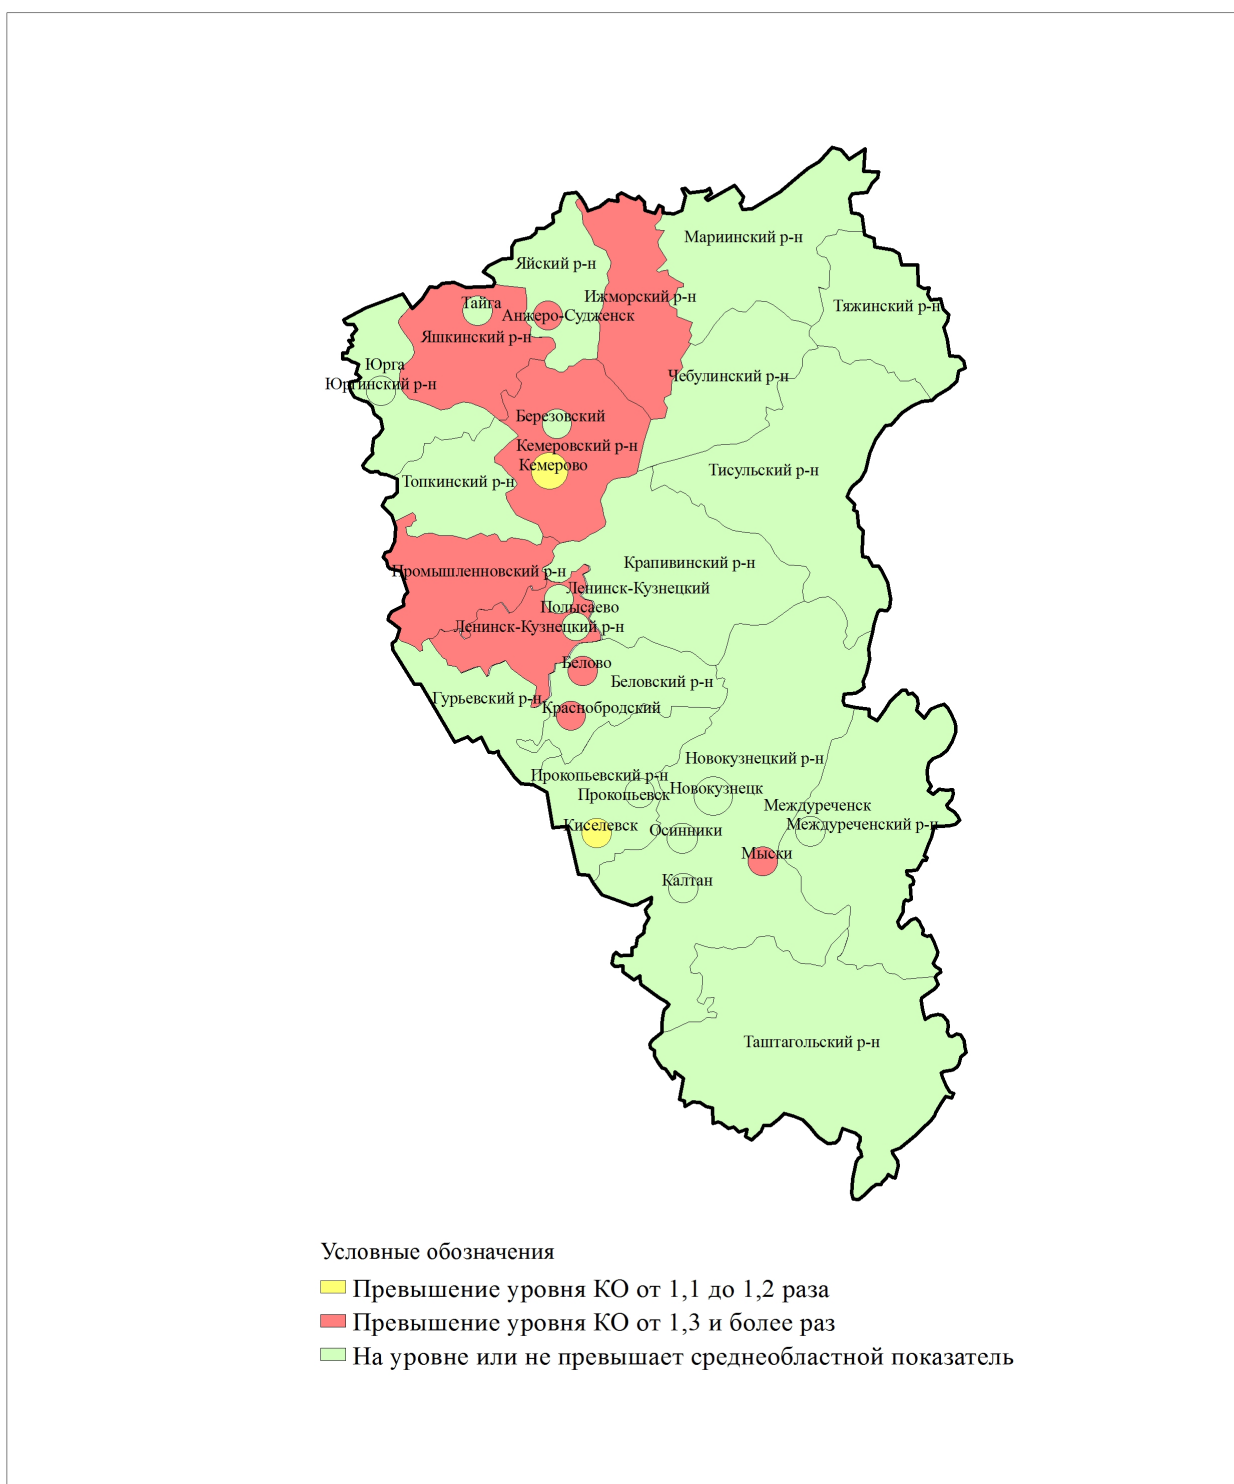 Мариинский р-н
Яйский р-н
Ижморский р-н
Тяжинский р-н
Тайга
Анжеро-Судженск
Яшкинский р-н
Юрга
Чебулинский р-н
Юргинский р-н
Березовский
Кемеровский р-н
Кемерово
Тисульский р-н
Топкинский р-н
Крапивинский р-н
Промышленновский р-н
Ленинск-Кузнецкий
Полысаево
Ленинск-Кузнецкий р-н
Белово
Беловский р-н
Гурьевский р-н
Краснобродский
Новокузнецкий р-н
Прокопьевский р-н
Новокузнецк
Прокопьевск
Междуреченск
Киселевск
Осинники
Междуреченский р-н
Мыски
Калтан
Таштагольский р-н
Условные обозначения
Превышение уровня КО от 1,1 до 1,2 раза
Превышение уровня КО от 1,3 и более раз
На уровне или не превышает среднеобластной показатель